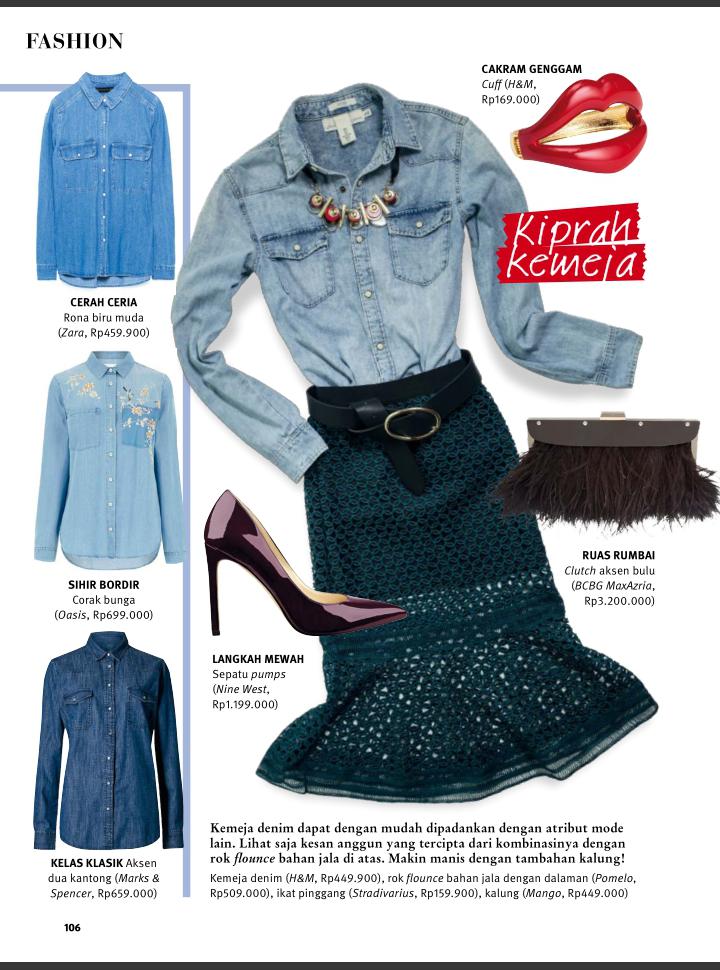 FASHION
CAKRAM GENGGAM
Cuff (H&M,
Rp169.000)
Kiprah
kemeja
CERAH CERIA
Rona biru muda
(Zara, Rp459.900)
SIHIR BORDIR
Corak bunga
(Oasis, Rp699.000)
KELAS KLASIK Aksen
dua kantong (Marks &
Spencer, Rp659.000)
RUAS RUMBAI
Clutch aksen bulu
(BCBG MaxAzria,
Rp3.200.000)
LANGKAH MEWAH
Sepatu pumps
(Nine West,
Rp1.199.000)
Kemeja denim dapat dengan mudah dipadankan dengan atribut mode
lain. Lihat saja kesan anggun yang tercipta dari kombinasinya dengan
rok flounce bahan jala di atas. Makin manis dengan tambahan kalung!
Kemeja denim (H&M, Rp449.900), rok flounce bahan jala dengan dalaman (Pomelo,
Rp509.000), ikat pinggang (Stradivarius, Rp159.900), kalung (Mango, Rp449.000)
106